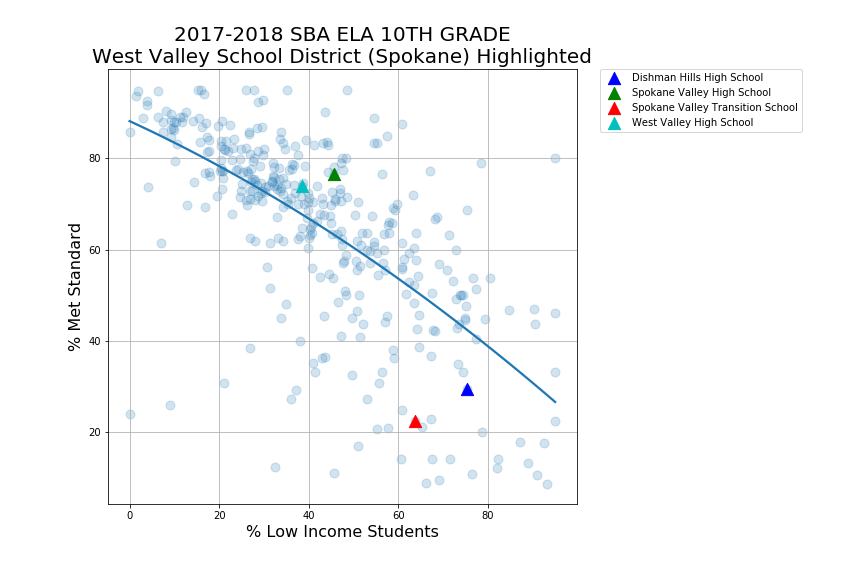 2017-2018 SBA ELA 10TH GRADE
West Valley School District (Spokane) Highlighted
Dishman Hills High School
Spokane Valley High School
Spokane Valley Transition School
West Valley High School
% Met Standard
80
60
40
20
0
20
40
60
80
% Low Income Students